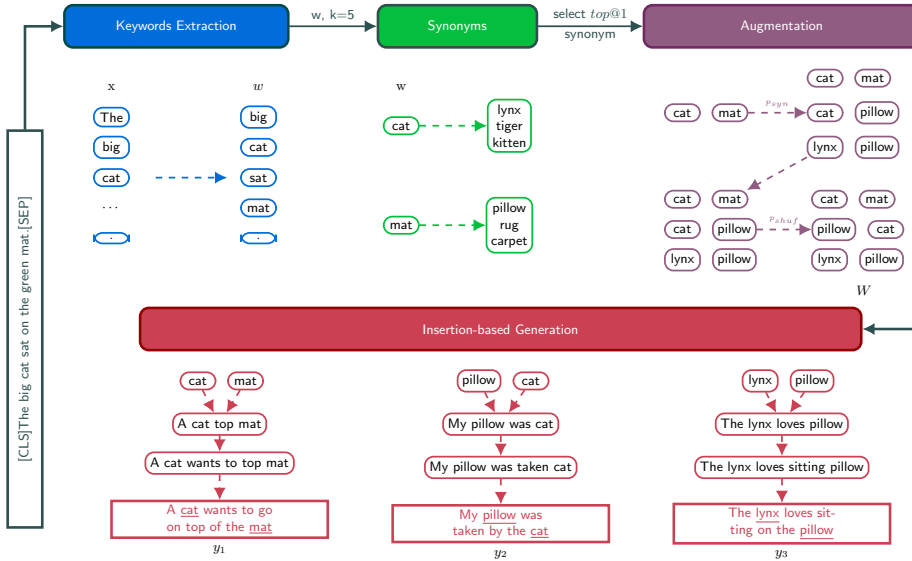 Keywords Extraction
w, k=5
Synonyms
select top@1
synonym
Augmentation
[CLS]The big cat sat on the green mat.[SEP]
x
w
The
big
cat
...
.
big
cat
sat
mat
.
w
cat
lynx
tiger
kitten
mat
pillow
rug
carpet
cat mat
cat mat
p_syn
cat pillow
lynx pillow
cat mat
cat pillow
lynx pillow
p_shuf
cat mat
pillow cat
lynx pillow
W
Insertion-based Generation
cat mat
A cat top mat
A cat wants to top mat
A cat wants to go
on top of the mat
y1
pillow cat
My pillow was cat
My pillow was taken cat
My pillow was
taken by the cat
y2
lynx pillow
The lynx loves pillow
The lynx loves sitting pillow
The lynx loves sit-
ting on the pillow
y3